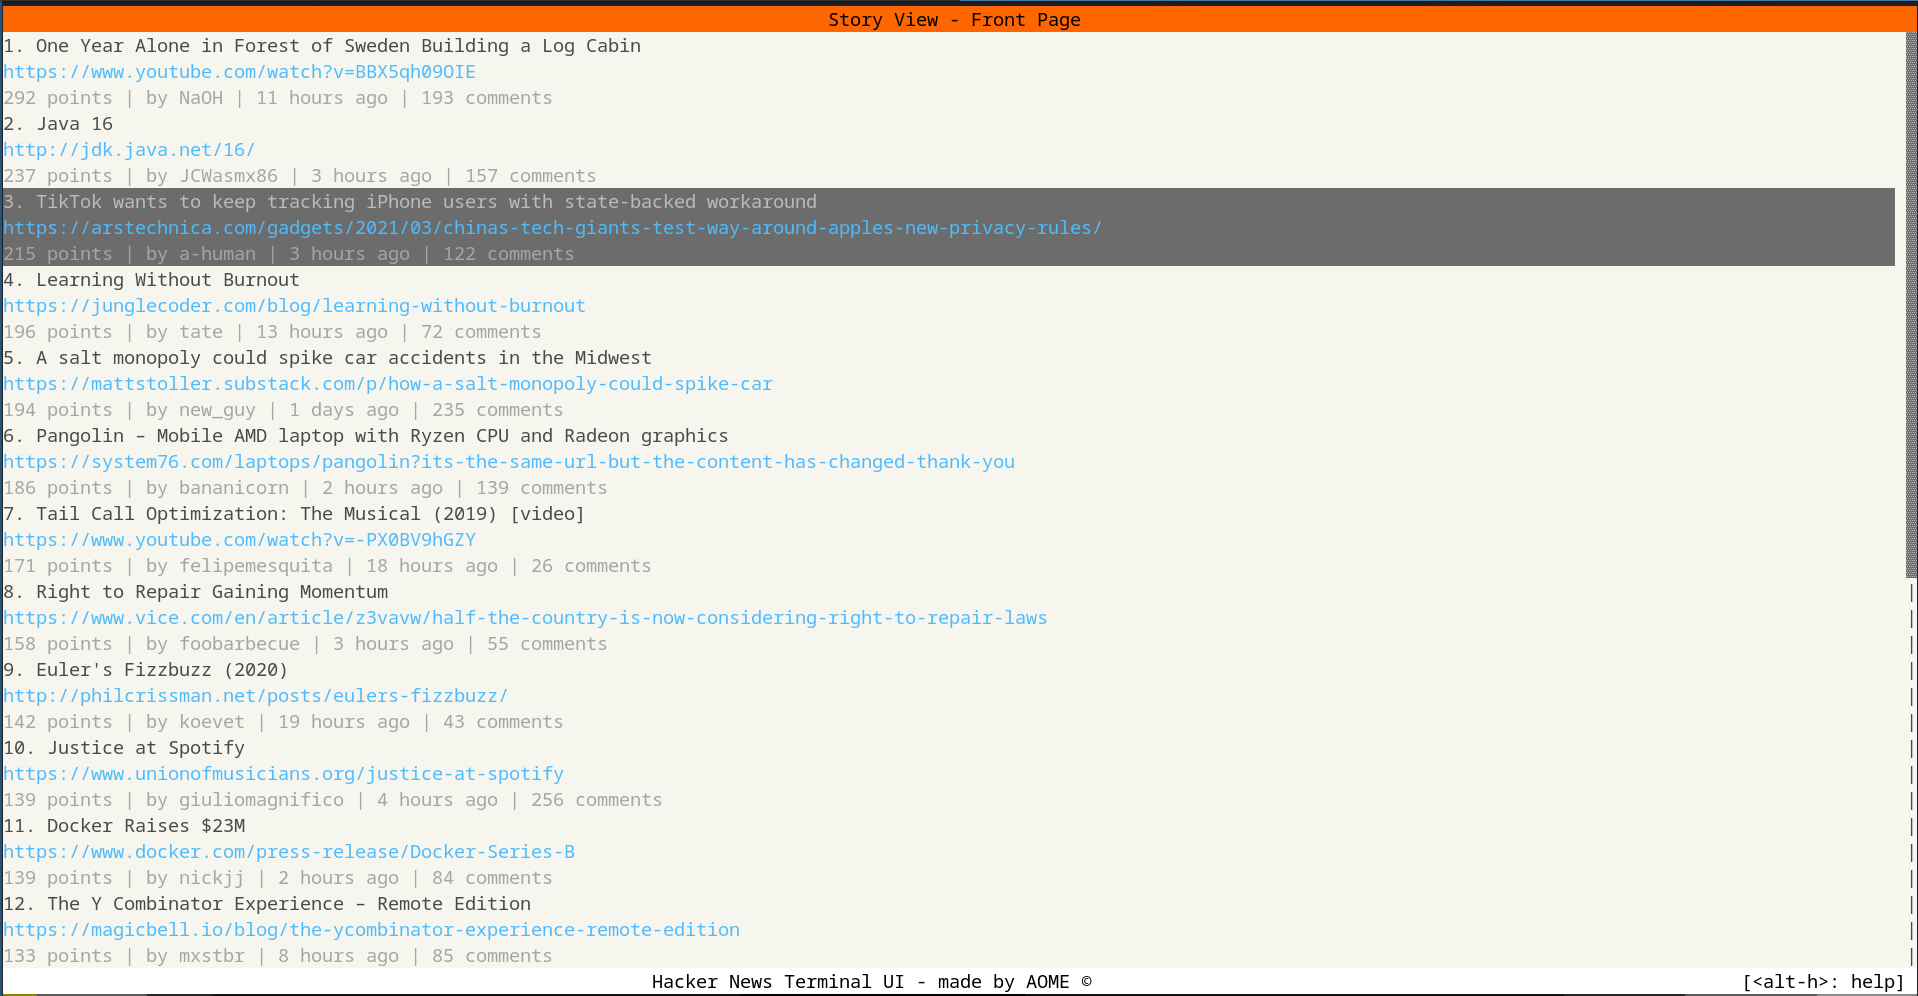 Story View - Front Page
1. One Year Alone in Forest of Sweden Building a Log Cabin
https://www.youtube.com/watch?v=BBX5qh09OIE
292 points | by NaOH | 11 hours ago | 193 comments
2. Java 16
http://jdk.java.net/16/
237 points | by JCWasmx86 | 3 hours ago | 157 comments
3. TikTok wants to keep tracking iPhone users with state-backed workaround
https://arstechnica.com/gadgets/2021/03/chinas-tech-giants-test-way-around-apples-new-privacy-rules/
215 points | by a-human | 3 hours ago | 122 comments
4. Learning Without Burnout
https://junglecoder.com/blog/learning-without-burnout
196 points | by tate | 13 hours ago | 72 comments
5. A salt monopoly could spike car accidents in the Midwest
https://mattstoller.substack.com/p/how-a-salt-monopoly-could-spike-car
194 points | by new_guy | 1 days ago | 235 comments
6. Pangolin – Mobile AMD laptop with Ryzen CPU and Radeon graphics
https://system76.com/laptops/pangolin?its-the-same-url-but-the-content-has-changed-thank-you
186 points | by bananicorn | 2 hours ago | 139 comments
7. Tail Call Optimization: The Musical (2019) [video]
https://www.youtube.com/watch?v=-PX0BV9hGZY
171 points | by felipemesquita | 18 hours ago | 26 comments
8. Right to Repair Gaining Momentum
https://www.vice.com/en/article/z3vavw/half-the-country-is-now-considering-right-to-repair-laws
158 points | by foobarbecue | 3 hours ago | 55 comments
9. Euler's Fizzbuzz (2020)
http://philcrissman.net/posts/eulers-fizzbuzz/
142 points | by koevet | 19 hours ago | 43 comments
10. Justice at Spotify
https://www.unionofmusicians.org/justice-at-spotify
139 points | by giuliomagnifico | 4 hours ago | 256 comments
11. Docker Raises $23M
https://www.docker.com/press-release/Docker-Series-B
139 points | by nickjj | 2 hours ago | 84 comments
12. The Y Combinator Experience – Remote Edition
https://magicbell.io/blog/the-ycombinator-experience-remote-edition
133 points | by mxstbr | 8 hours ago | 85 comments
Hacker News Terminal UI - made by AOME © [<alt-h>: help]